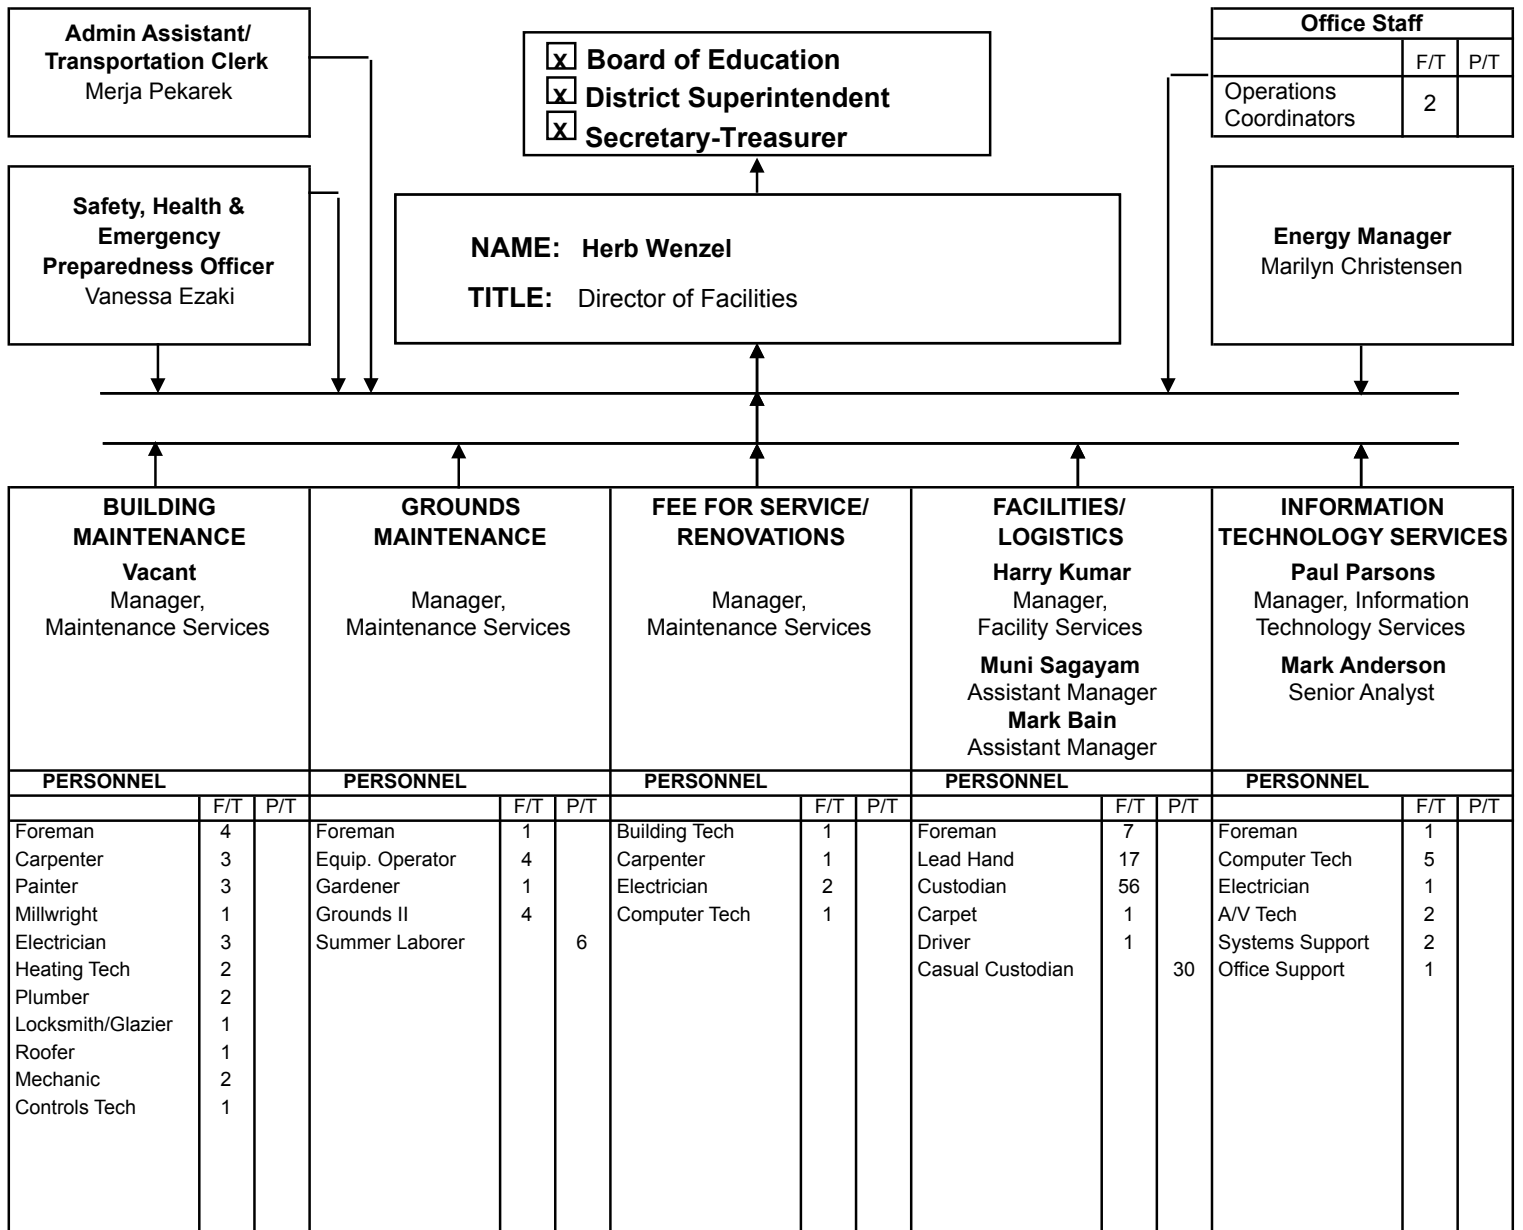 Admin Assistant/
Transportation Clerk
Merja Pekarek
x Board of Education
x District Superintendent
x Secretary-Treasurer
Office Staff
F/T P/T
Operations
Coordinators
2
Safety, Health &
Emergency
Preparedness Officer
Vanessa Ezaki
NAME: Herb Wenzel
TITLE: Director of Facilities
Energy Manager
Marilyn Christensen
BUILDING
MAINTENANCE
Vacant
Manager,
Maintenance Services
PERSONNEL
F/T P/T
Foreman 4
Carpenter 3
Painter 3
Millwright 1
Electrician 3
Heating Tech 2
Plumber 2
Locksmith/Glazier 1
Roofer 1
Mechanic 2
Controls Tech 1
GROUNDS
MAINTENANCE
Manager,
Maintenance Services
PERSONNEL
F/T P/T
Foreman 1
Equip. Operator 4
Gardener 1
Grounds II 4
Summer Laborer 6
FEE FOR SERVICE/
RENOVATIONS
Manager,
Maintenance Services
PERSONNEL
F/T P/T
Building Tech 1
Carpenter 1
Electrician 2
Computer Tech 1
FACILITIES/
LOGISTICS
Harry Kumar
Manager,
Facility Services
Muni Sagayam
Assistant Manager
Mark Bain
Assistant Manager
PERSONNEL
F/T P/T
Foreman 7
Lead Hand 17
Custodian 56
Carpet 1
Driver 1
Casual Custodian 30
INFORMATION
TECHNOLOGY SERVICES
Paul Parsons
Manager, Information
Technology Services
Mark Anderson
Senior Analyst
PERSONNEL
F/T P/T
Foreman 1
Computer Tech 5
Electrician 1
A/V Tech 2
Systems Support 2
Office Support 1